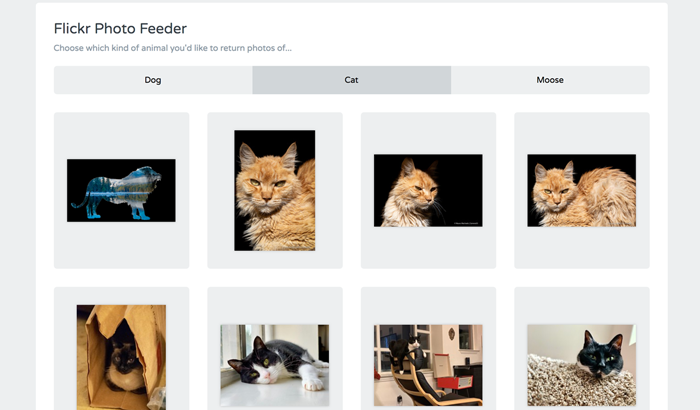 Flickr Photo Feeder
Choose which kind of animal you'd like to return photos of...
Dog
Cat
Moose